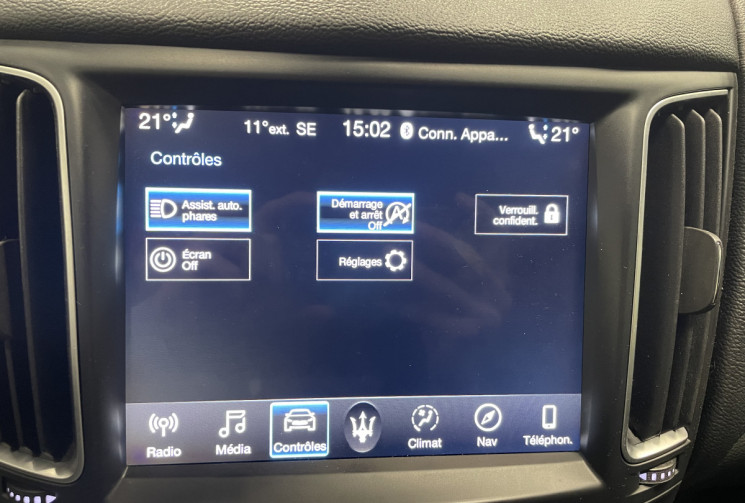 21°
11°ext. SE
15:02
Conn. Appa...
21°
Contrôles
Assist. auto.
phares
Démarrage
et arrêt
Off
Verrouill.
confident.
Écran
Off
Réglages
Radio
Média
Contrôles
Climat
Nav
Téléphon.